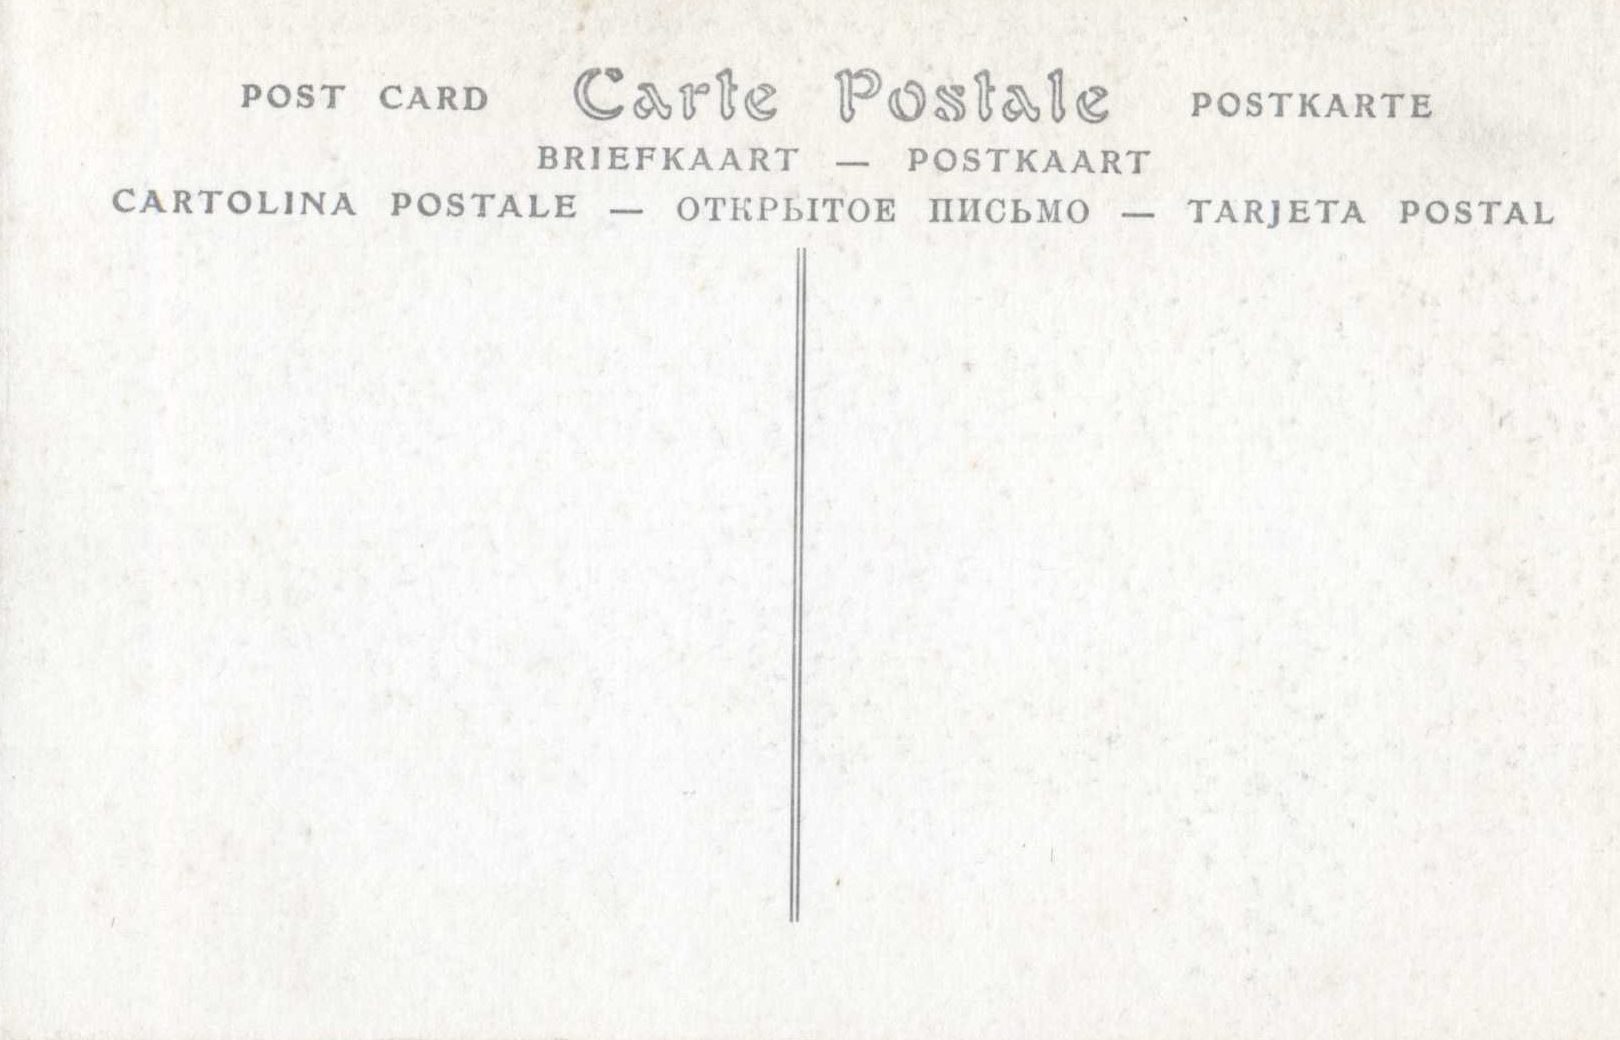 POST CARD Carte Postale POSTKARTE
BRIEFKAART — POSTKAART
CARTOLINA POSTALE — ОТКРЫТОЕ ПИСЬМО — TARJETA POSTAL